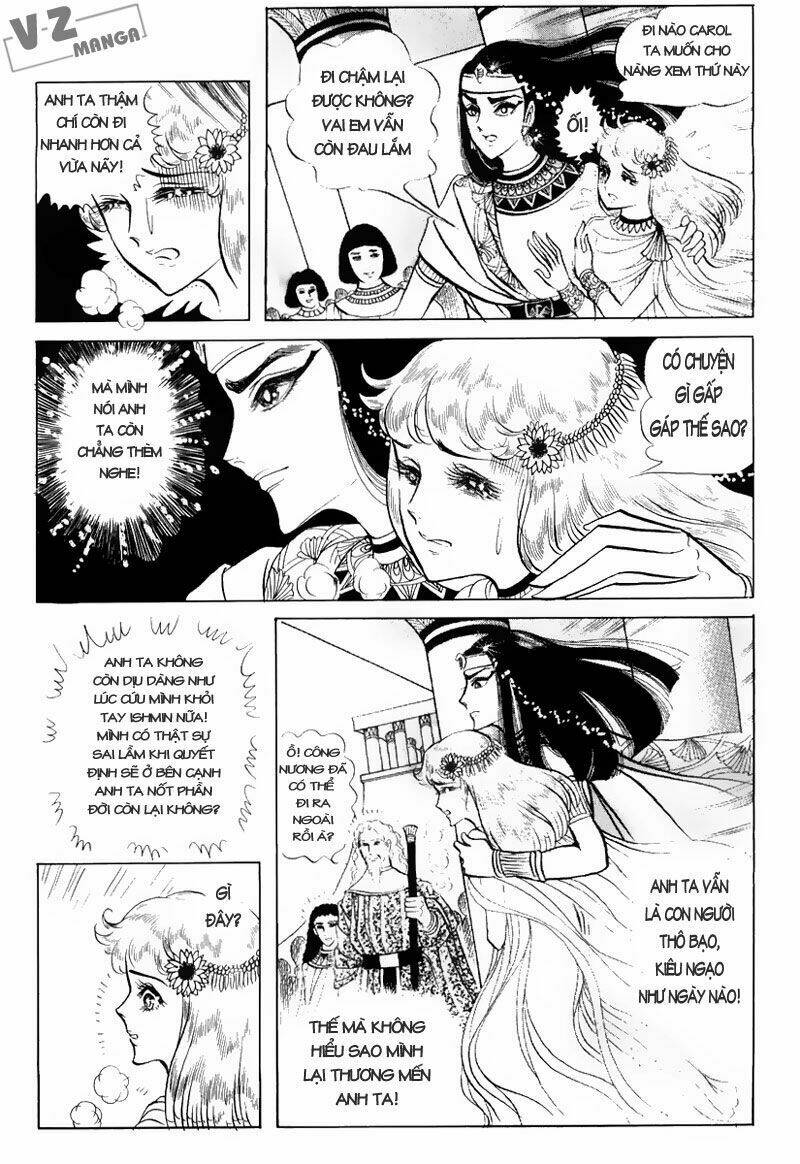 V-Z
MANGA
ĐI NÀO CAROL
TA MUỐN CHO
NÀNG XEM THỨ NÀY
ỐI!
ĐI CHẬM LẠI
ĐƯỢC KHÔNG?
VAI EM VẪN
CÒN ĐAU LẮM
ANH TA THẬM
CHÍ CÒN ĐI
NHANH HƠN CẢ
VỪA NÃY!
CÓ CHUYỆN
GÌ GẤP
GÁP THẾ SAO?
MÀ MÌNH
NÓI ANH
TA CÒN
CHẲNG THÈM
NGHE!
ANH TA KHÔNG
CÒN DỊU DÀNG NHƯ
LÚC CỨU MÌNH KHỎI
TAY ISHMIN NỮA!
MÌNH CÓ THẬT SỰ
SAI LẦM KHI QUYẾT
ĐỊNH SẼ Ở BÊN CẠNH
ANH TA NỐT PHẦN
ĐỜI CÒN LẠI KHÔNG?
Ồ! CÔNG
NƯƠNG ĐÃ
CÓ THỂ
ĐI RA
NGOÀI
RỒI À?
ANH TA VẪN
LÀ CON NGƯỜI
THÔ BẠO,
KIÊU NGẠO
NHƯ NGÀY NÀO!
THẾ MÀ KHÔNG
HIỂU SAO MÌNH
LẠI THƯƠNG MẾN
ANH TA!
GÌ
ĐÂY?